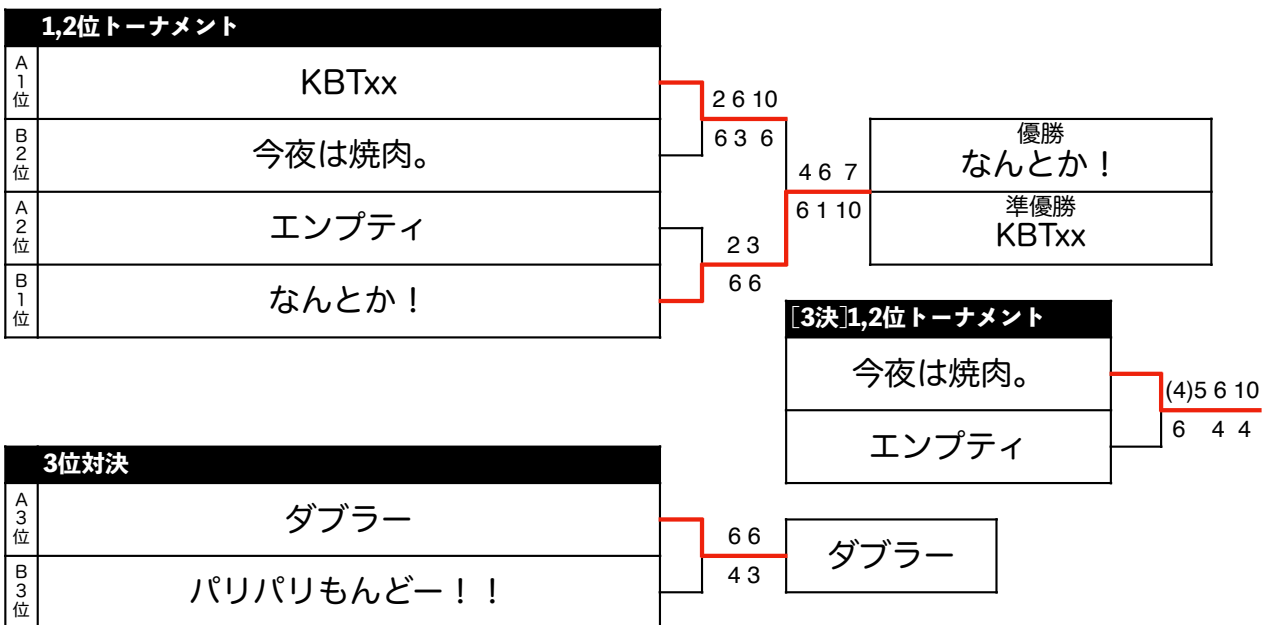 1,2位トーナメント
A1位 KBTxx
B2位 今夜は焼肉。
A2位 エンプティ
B1位 なんとか！
2 6 10
6 3 6
2 3
6 6
4 6 7
6 1 10
優勝
なんとか！
準優勝
KBTxx
[3決]1,2位トーナメント
今夜は焼肉。
エンプティ
(4)5 6 10
6 4 4
3位対決
A3位 ダブラー
B3位 パリパリもんどー！！
6 6
4 3
ダブラー